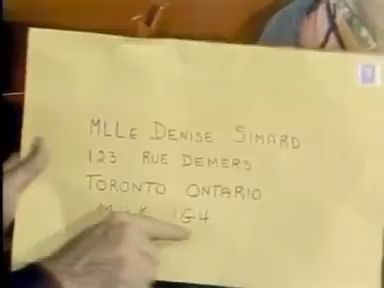 MLLe DENISE SIMARD
123 RUE DEMERS
TORONTO ONTARIO
1G4